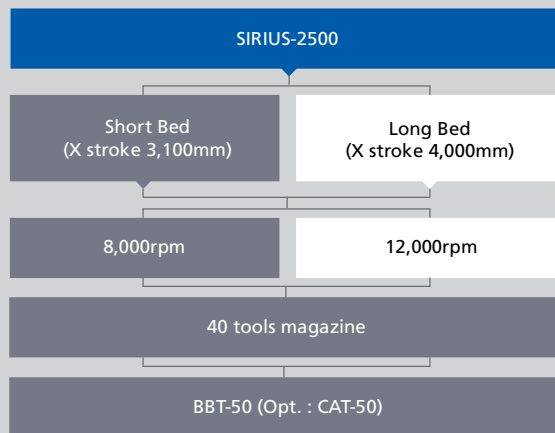 SIRIUS-2500
Short Bed
(X stroke 3,100mm)
Long Bed
(X stroke 4,000mm)
8,000rpm
12,000rpm
40 tools magazine
BBT-50 (Opt. : CAT-50)